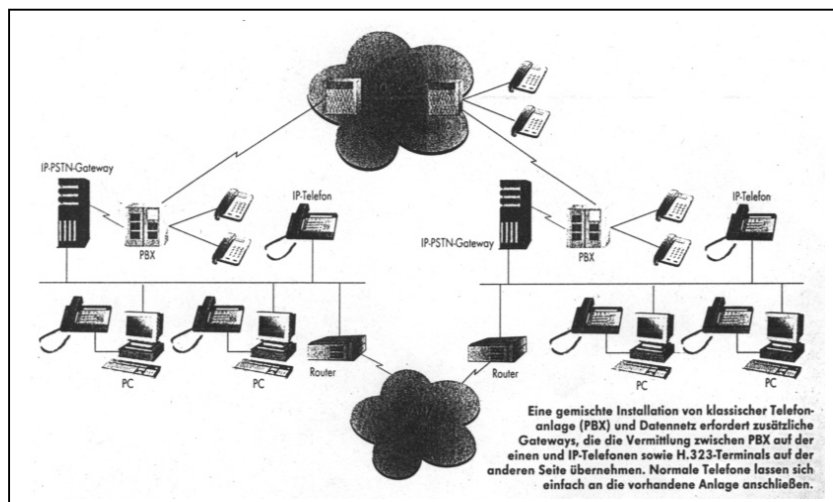 IP-PSTN-Gateway
IP-Telefon
PBX
IP-PSTN-Gateway
IP-Telefon
PBX
PC
PC
Router
Router
PC
PC
Eine gemischte Installation von klassischer Telefon-
anlage (PBX) und Datennetz erfordert zusätzliche
Gateways, die die Vermittlung zwischen PBX auf der
einen und IP-Telefonen sowie H.323-Terminals auf der
anderen Seite übernehmen. Normale Telefone lassen sich
einfach an die vorhandene Anlage anschließen.